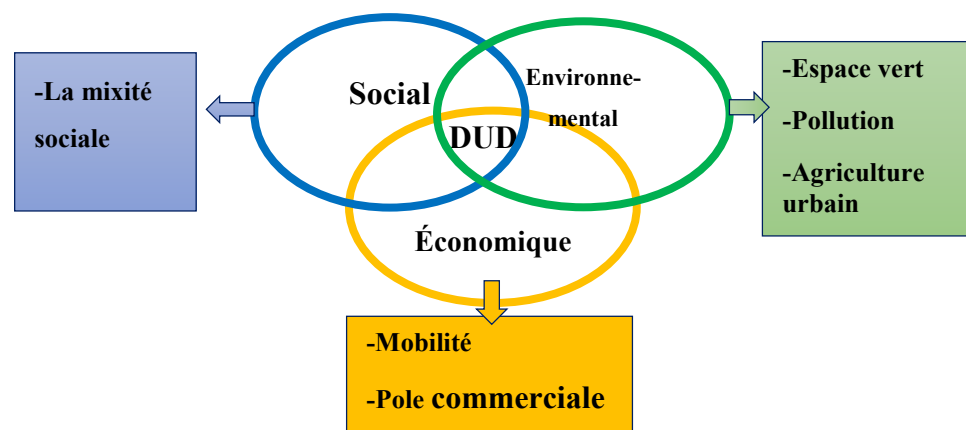 -La mixité
sociale
Social
Environne-
mental
DUD
Économique
-Espace vert
-Pollution
-Agriculture
urbain
-Mobilité
-Pole commerciale